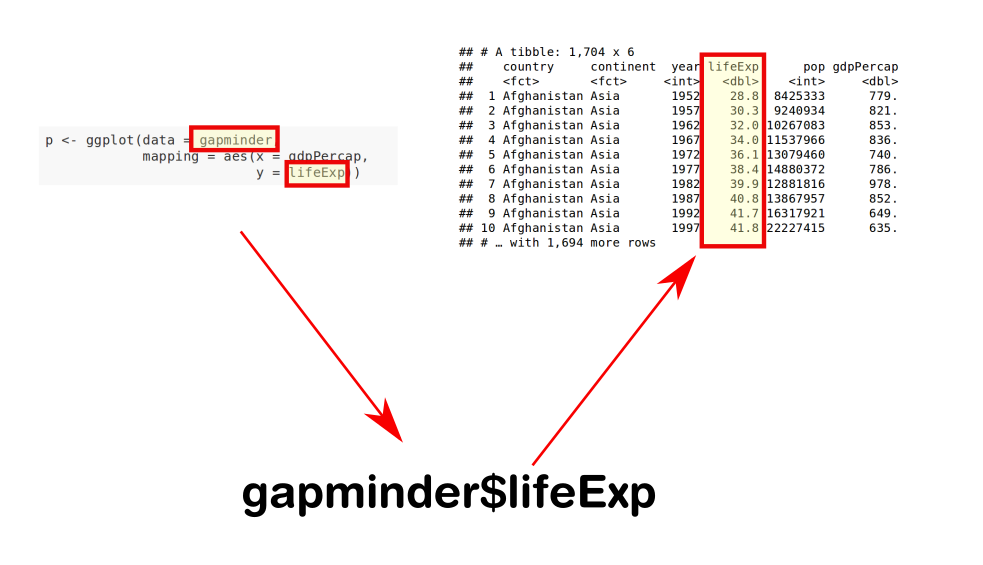 p <- ggplot(data = gapminder
mapping = aes(x = gdpPercap,
y = lifeExp))
## # A tibble: 1,704 x 6
## country continent year lifeExp pop gdpPercap
## <fct> <fct> <int> <dbl> <int> <dbl>
## 1 Afghanistan Asia 1952 28.8 8425333 779.
## 2 Afghanistan Asia 1957 30.3 9240934 821.
## 3 Afghanistan Asia 1962 32.0 10267083 853.
## 4 Afghanistan Asia 1967 34.0 11537966 836.
## 5 Afghanistan Asia 1972 36.1 13079460 740.
## 6 Afghanistan Asia 1977 38.4 14880372 786.
## 7 Afghanistan Asia 1982 39.9 12881816 978.
## 8 Afghanistan Asia 1987 40.8 13867957 852.
## 9 Afghanistan Asia 1992 41.7 16317921 649.
## 10 Afghanistan Asia 1997 41.8 22227415 635.
## # … with 1,694 more rows
gapminder$lifeExp